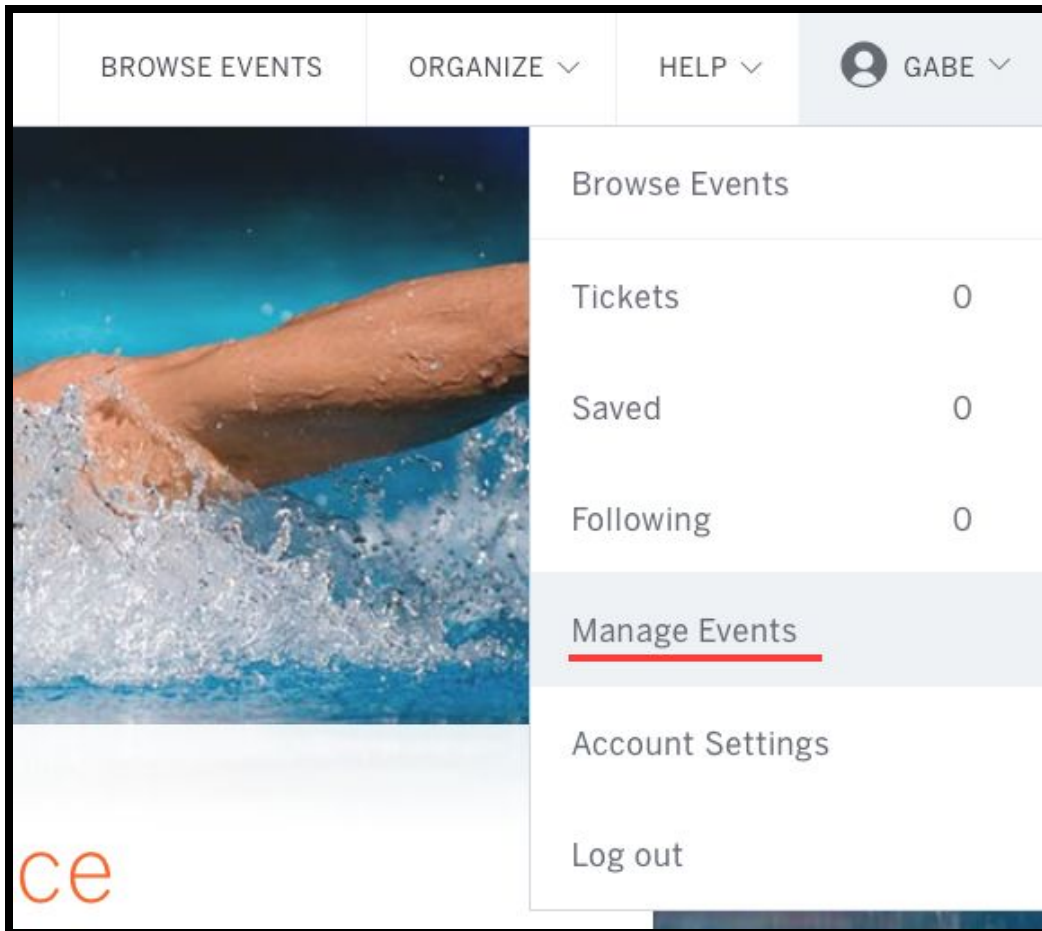 BROWSE EVENTS ORGANIZE HELP GABE
Browse Events
Tickets 0
Saved 0
Following 0
Manage Events
Account Settings
Log out
ce